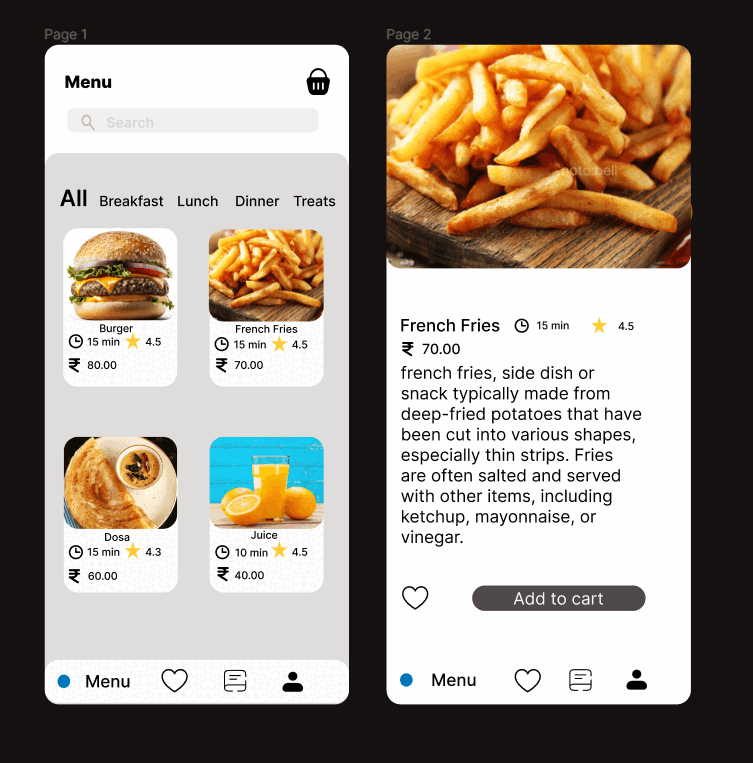 Page 1
Menu
Search
All Breakfast Lunch Dinner Treats
Burger
15 min 4.5
₹ 80.00
French Fries
15 min 4.5
₹ 70.00
Dosa
15 min 4.3
₹ 60.00
Juice
10 min 4.5
₹ 40.00
Menu
Page 2
goto.bell
French Fries 15 min 4.5
₹ 70.00
french fries, side dish or
snack typically made from
deep-fried potatoes that have
been cut into various shapes,
especially thin strips. Fries
are often salted and served
with other items, including
ketchup, mayonnaise, or
vinegar.
Add to cart
Menu